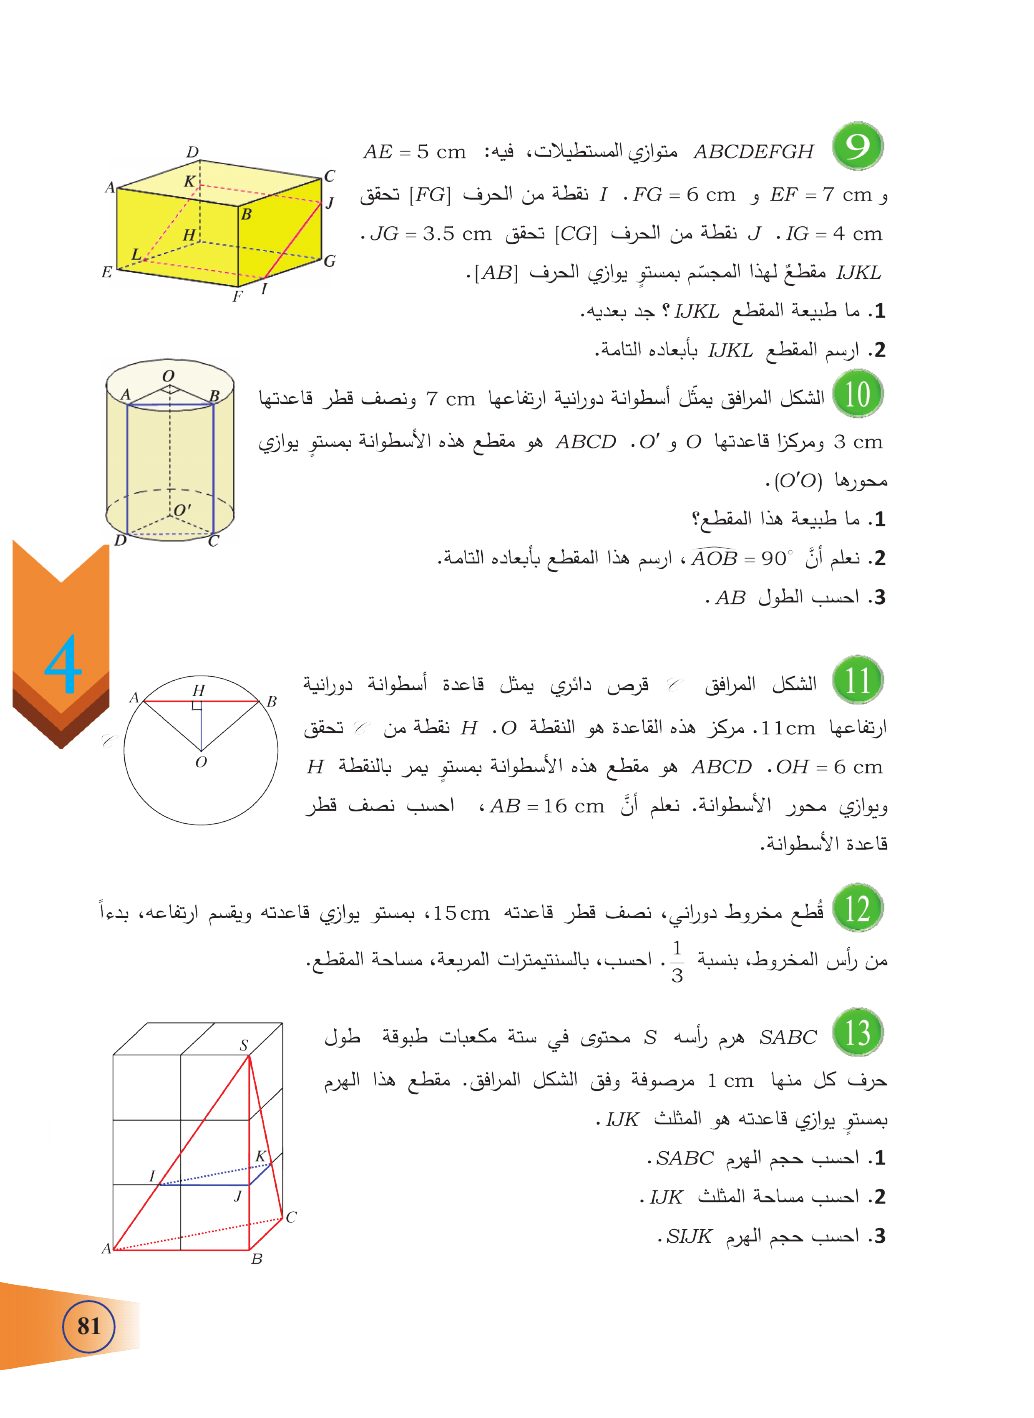 9 ABCDEFGH متوازي المستطيلات، فيه: AE = 5 cm
و EF = 7 cm و FG = 6 cm . I نقطة من الحرف [FG] تحقق
IG = 4 cm . J نقطة من الحرف [CG] تحقق JG = 3.5 cm .
IJKL مقطعٌ لهذا المجسّم بمستوٍ يوازي الحرف [AB].
1. ما طبيعة المقطع IJKL ؟ جد بعديه.
2. ارسم المقطع IJKL بأبعاده التامة.
D
C
A
K
J
B
H
L
E
G
F
I
10 الشكل المرافق يمثّل أسطوانة دورانية ارتفاعها 7 cm ونصف قطر قاعدتها
3 cm ومركزا قاعدتها O و O′. ABCD هو مقطع هذه الأسطوانة بمستوٍ يوازي
محورها (O′O) .
1. ما طبيعة هذا المقطع؟
2. نعلم أنَّ AOB = 90° ، ارسم هذا المقطع بأبعاده التامة.
3. احسب الطول AB .
O
A
B
O′
D
C
4
11 الشكل المرافق 𝒞 قرص دائري يمثل قاعدة أسطوانة دورانية
ارتفاعها 11cm. مركز هذه القاعدة هو النقطة O . H نقطة من 𝒞 تحقق
OH = 6 cm . ABCD هو مقطع هذه الأسطوانة بمستوٍ يمر بالنقطة H
ويوازي محور الأسطوانة. نعلم أنَّ AB = 16 cm ، احسب نصف قطر
قاعدة الأسطوانة.
A
H
B
𝒞
O
12 قُطع مخروط دوراني، نصف قطر قاعدته 15cm، بمستو يوازي قاعدته ويقسم ارتفاعه، بدءاً
من رأس المخروط، بنسبة 1/3 . احسب، بالسنتيمترات المربعة، مساحة المقطع.
13 SABC هرم رأسه S محتوى في ستة مكعبات طبوقة طول
حرف كل منها 1 cm مرصوفة وفق الشكل المرافق. مقطع هذا الهرم
بمستوٍ يوازي قاعدته هو المثلث IJK .
1. احسب حجم الهرم SABC .
2. احسب مساحة المثلث IJK .
3. احسب حجم الهرم SIJK .
S
K
I
J
C
A
B
81